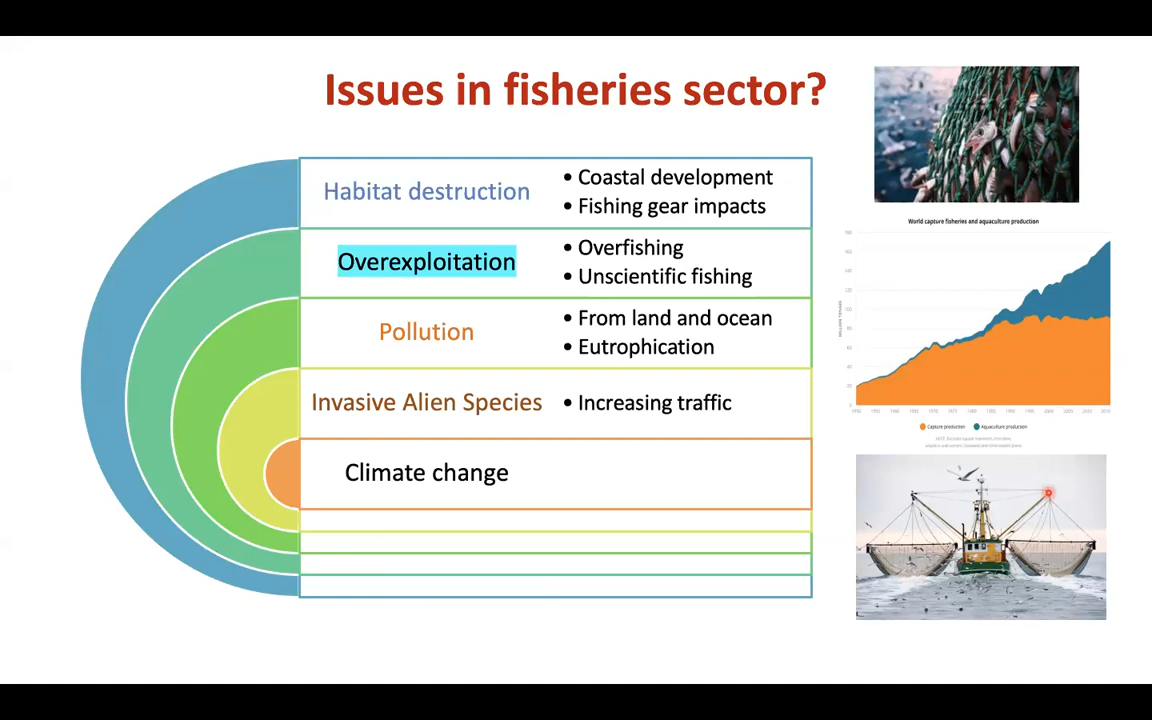 Issues in fisheries sector?
Habitat destruction
• Coastal development
• Fishing gear impacts
Overexploitation
• Overfishing
• Unscientific fishing
Pollution
• From land and ocean
• Eutrophication
Invasive Alien Species
• Increasing traffic
Climate change
World capture fisheries and aquaculture production
Capture production
Aquaculture production